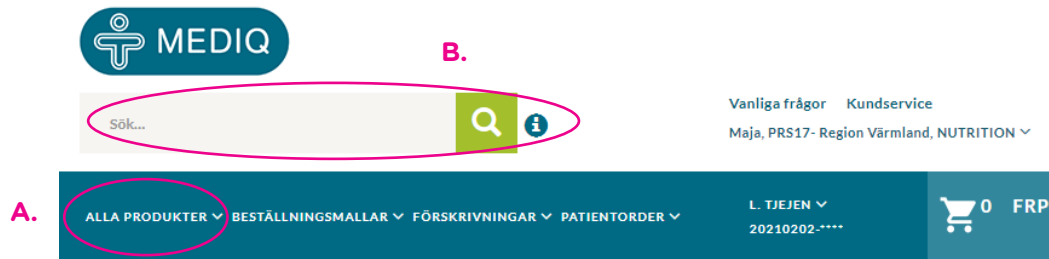 MEDIQ
B.
Sök...
Vanliga frågor Kundservice
Maja, PRS17- Region Värmland, NUTRITION
A.
ALLA PRODUKTER BESTÄLLNINGSMALLAR FÖRSKRIVNINGAR PATIENTORDER
L. TJEJEN
20210202-****
0 FRP